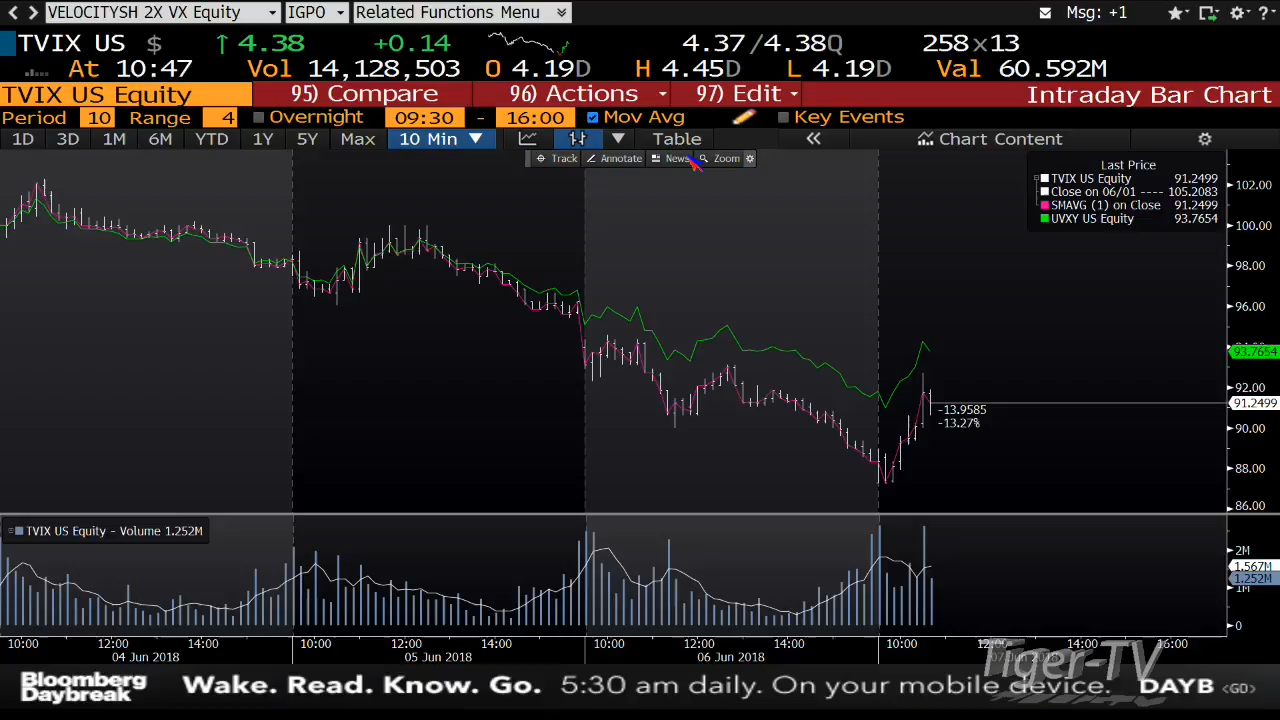 VELOCITYSH 2X VX Equity IGPO Related Functions Menu Msg: +1 ?
TVIX US $ ↑ 4.38 +0.14 4.37/4.38Q 258x13
At 10:47 Vol 14,128,503 O 4.19D H 4.45D L 4.19D Val 60.592M
TVIX US Equity 95) Compare 96) Actions 97) Edit Intraday Bar Chart
Period 10 Range 4 Overnight 09:30 - 16:00 Mov Avg Key Events
1D 3D 1M 6M YTD 1Y 5Y Max 10 Min ▼ Table « Chart Content
Track Annotate News Zoom
Last Price
TVIX US Equity 91.2499
Close on 06/01 ---- 105.2083
SMAVG (1) on Close 91.2499
UVXY US Equity 93.7654
102.00
100.00
98.00
96.00
94.00
93.7654
92.00
91.2499
-13.9585
-13.27%
90.00
88.00
86.00
TVIX US Equity - Volume 1.252M
2M
1.567M
1.252M
1M
0
10:00 12:00 14:00 10:00 12:00 14:00 10:00 12:00 14:00 10:00 12:00 14:00 16:00
04 Jun 2018 05 Jun 2018 06 Jun 2018 07 Jun 2018
Tiger-TV
Bloomberg
Daybreak
Wake. Read. Know. Go. 5:30 am daily. On your mobile device. DAYB <GO>